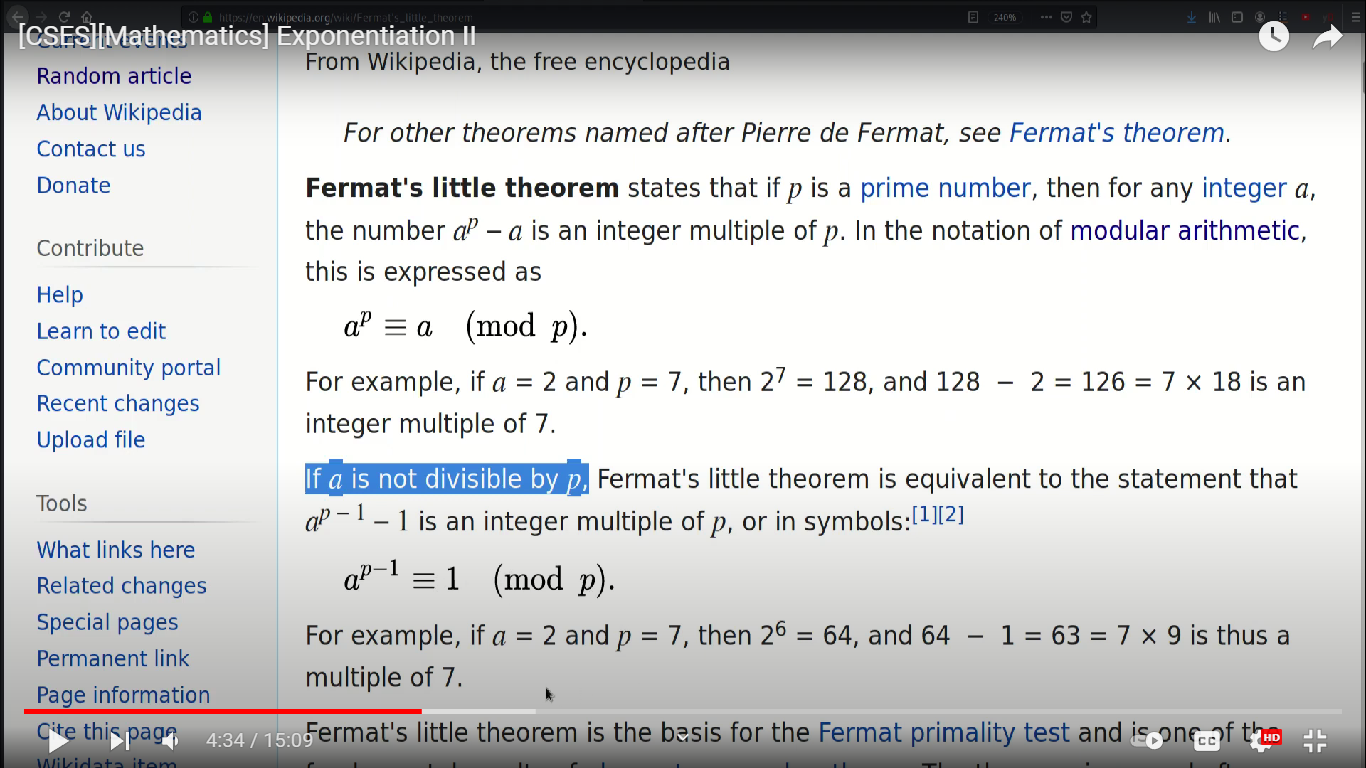 https://en.wikipedia.org/wiki/Fermat's_little_theorem
240%
[CSES][Mathematics] Exponentiation II
Current events
Random article
About Wikipedia
Contact us
Donate
Contribute
Help
Learn to edit
Community portal
Recent changes
Upload file
Tools
What links here
Related changes
Special pages
Permanent link
Page information
Cite this page
Wikidata item
From Wikipedia, the free encyclopedia
For other theorems named after Pierre de Fermat, see Fermat's theorem.
Fermat's little theorem states that if p is a prime number, then for any integer a,
the number a^p − a is an integer multiple of p. In the notation of modular arithmetic,
this is expressed as
a^p ≡ a (mod p).
For example, if a = 2 and p = 7, then 2^7 = 128, and 128 − 2 = 126 = 7 × 18 is an
integer multiple of 7.
If a is not divisible by p, Fermat's little theorem is equivalent to the statement that
a^(p − 1) − 1 is an integer multiple of p, or in symbols:[1][2]
a^(p−1) ≡ 1 (mod p).
For example, if a = 2 and p = 7, then 2^6 = 64, and 64 − 1 = 63 = 7 × 9 is thus a
multiple of 7.
Fermat's little theorem is the basis for the Fermat primality test and is one of the
4:34 / 15:09
CC
HD